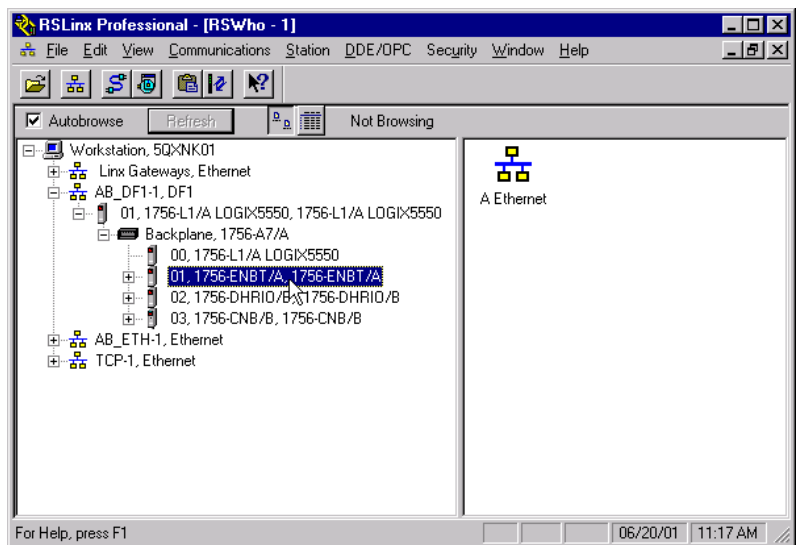 RSLinx Professional - [RSWho - 1]
File Edit View Communications Station DDE/OPC Security Window Help
Autobrowse Refresh Not Browsing
Workstation, 5QXNK01
Linx Gateways, Ethernet
AB_DF1-1, DF1
01, 1756-L1/A LOGIX5550, 1756-L1/A LOGIX5550
Backplane, 1756-A7/A
00, 1756-L1/A LOGIX5550
01, 1756-ENBT/A, 1756-ENBT/A
02, 1756-DHRIO/B, 1756-DHRIO/B
03, 1756-CNB/B, 1756-CNB/B
AB_ETH-1, Ethernet
TCP-1, Ethernet
A Ethernet
For Help, press F1 06/20/01 11:17 AM